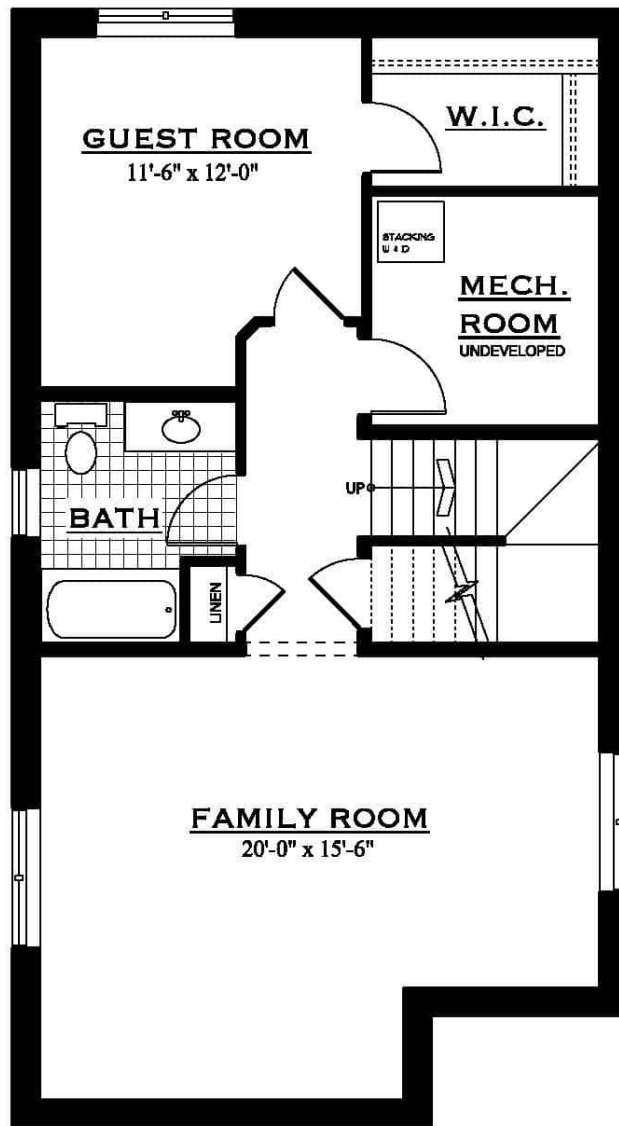 GUEST ROOM
11'-6" x 12'-0"
W.I.C.
STACKING
W & D
MECH.
ROOM
UNDEVELOPED
UP
BATH
LINEN
FAMILY ROOM
20'-0" x 15'-6"